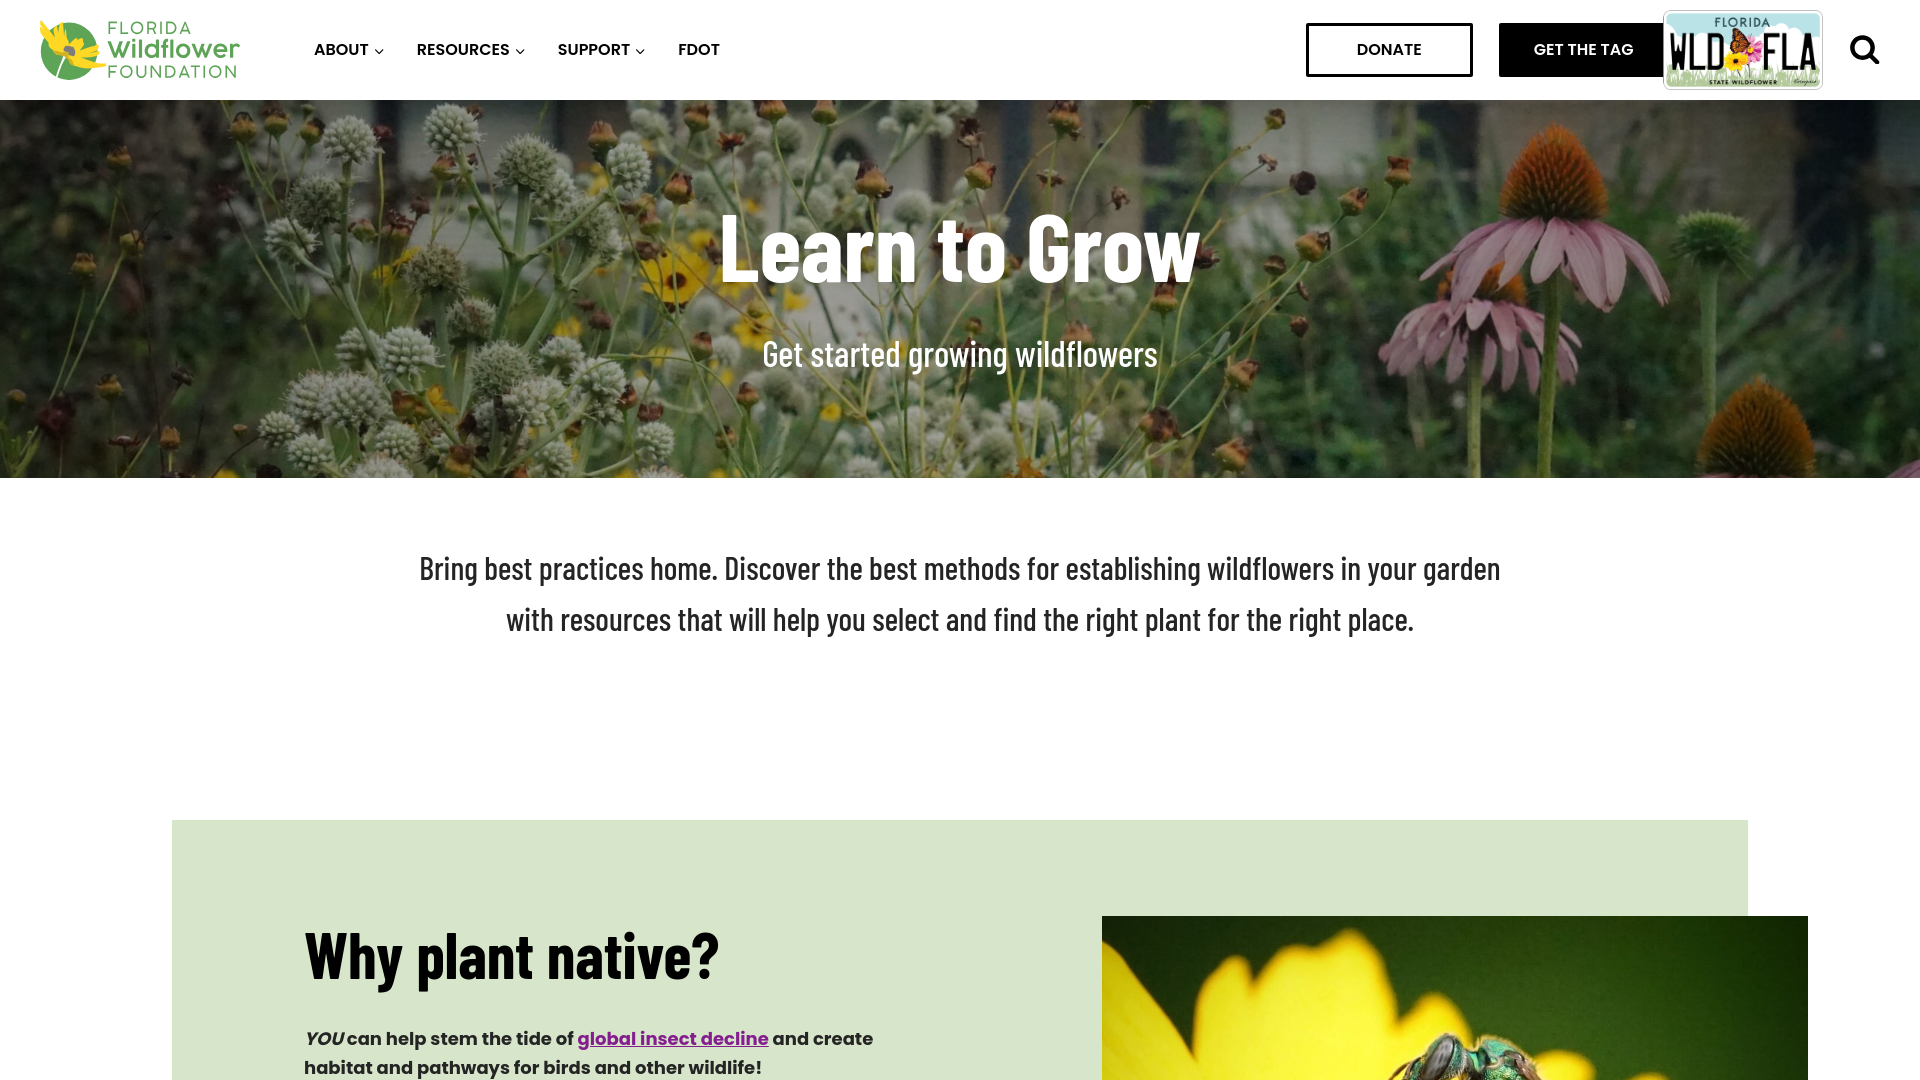 FLORIDA
Wildflower
FOUNDATION
ABOUT
RESOURCES
SUPPORT
FDOT
DONATE
GET THE TAG
FLORIDA
WLD FLA
STATE WILDFLOWER
Learn to Grow
Get started growing wildflowers
Bring best practices home. Discover the best methods for establishing wildflowers in your garden
with resources that will help you select and find the right plant for the right place.
Why plant native?
YOU can help stem the tide of global insect decline and create
habitat and pathways for birds and other wildlife!